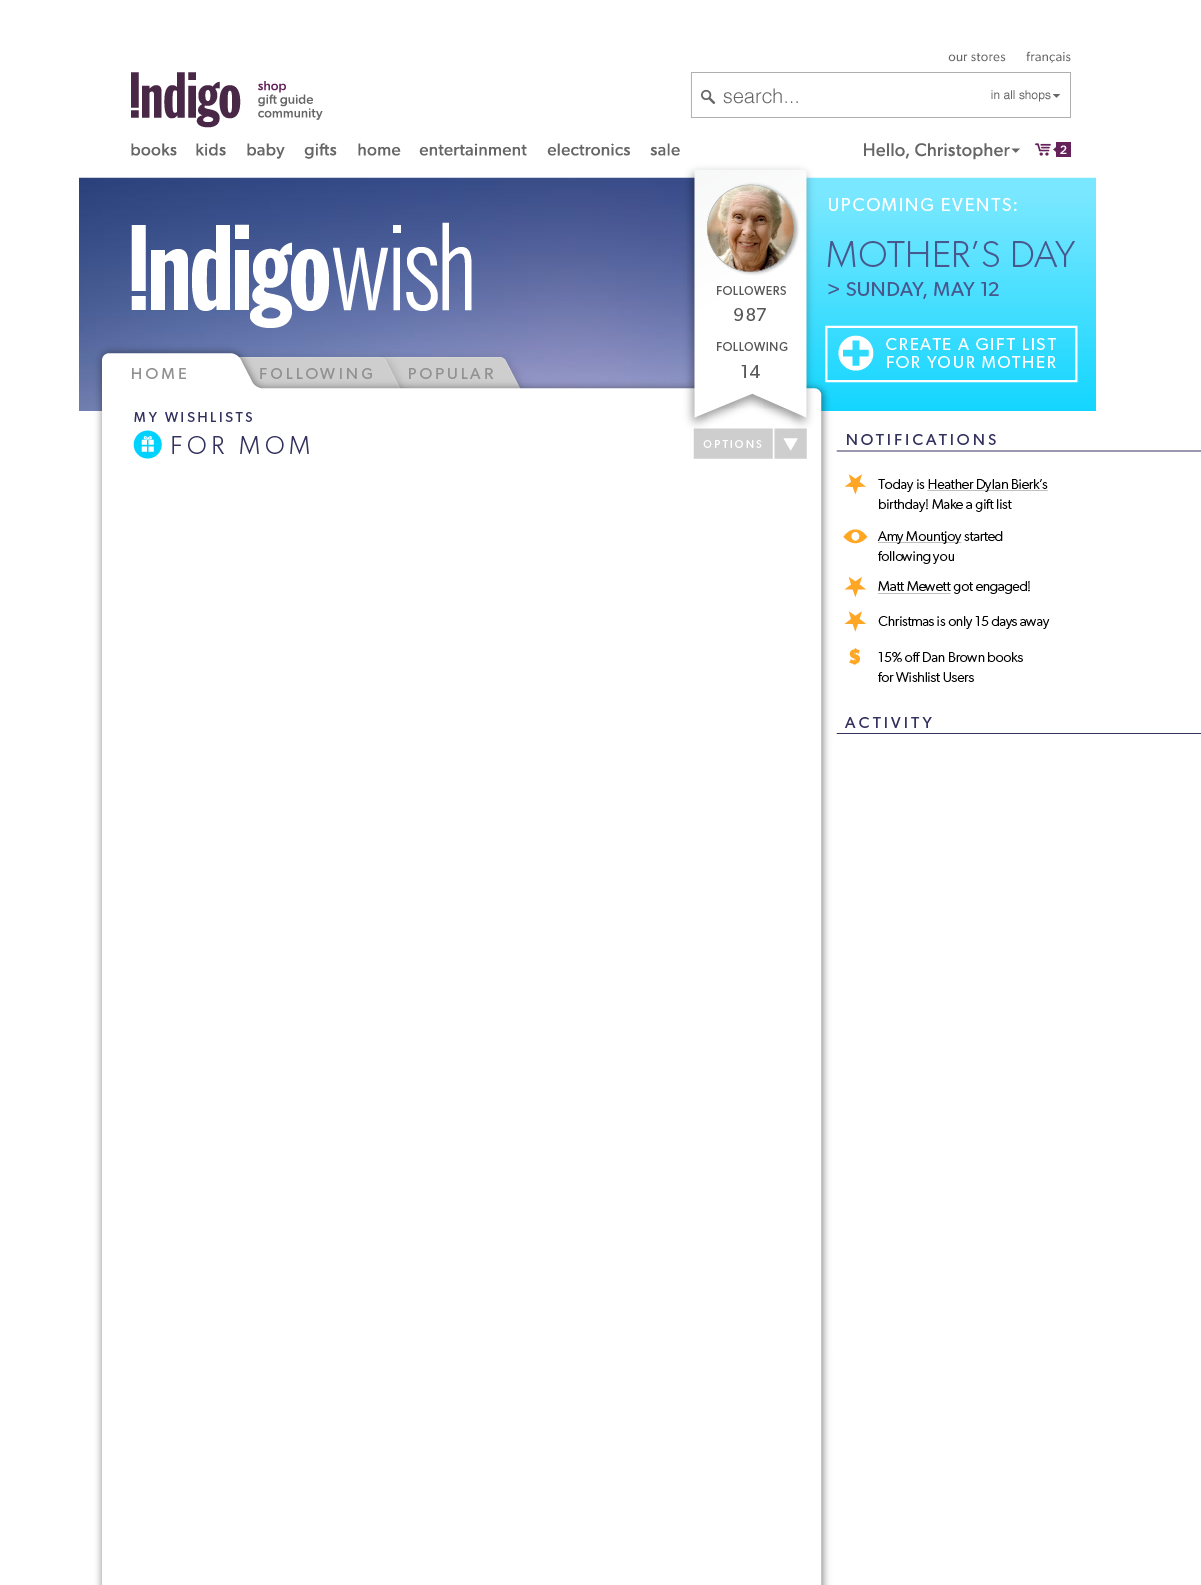 our stores français
!ndigo
shop
gift guide
community
search...
in all shops
books kids baby gifts home entertainment electronics sale
Hello, Christopher
2
!ndigowish
FOLLOWERS
987
FOLLOWING
14
UPCOMING EVENTS:
MOTHER'S DAY
> SUNDAY, MAY 12
CREATE A GIFT LIST
FOR YOUR MOTHER
HOME FOLLOWING POPULAR
MY WISHLISTS
FOR MOM
OPTIONS
NOTIFICATIONS
Today is Heather Dylan Bierk's
birthday! Make a gift list
Amy Mountjoy started
following you
Matt Mewett got engaged!
Christmas is only 15 days away
$
15% off Dan Brown books
for Wishlist Users
ACTIVITY